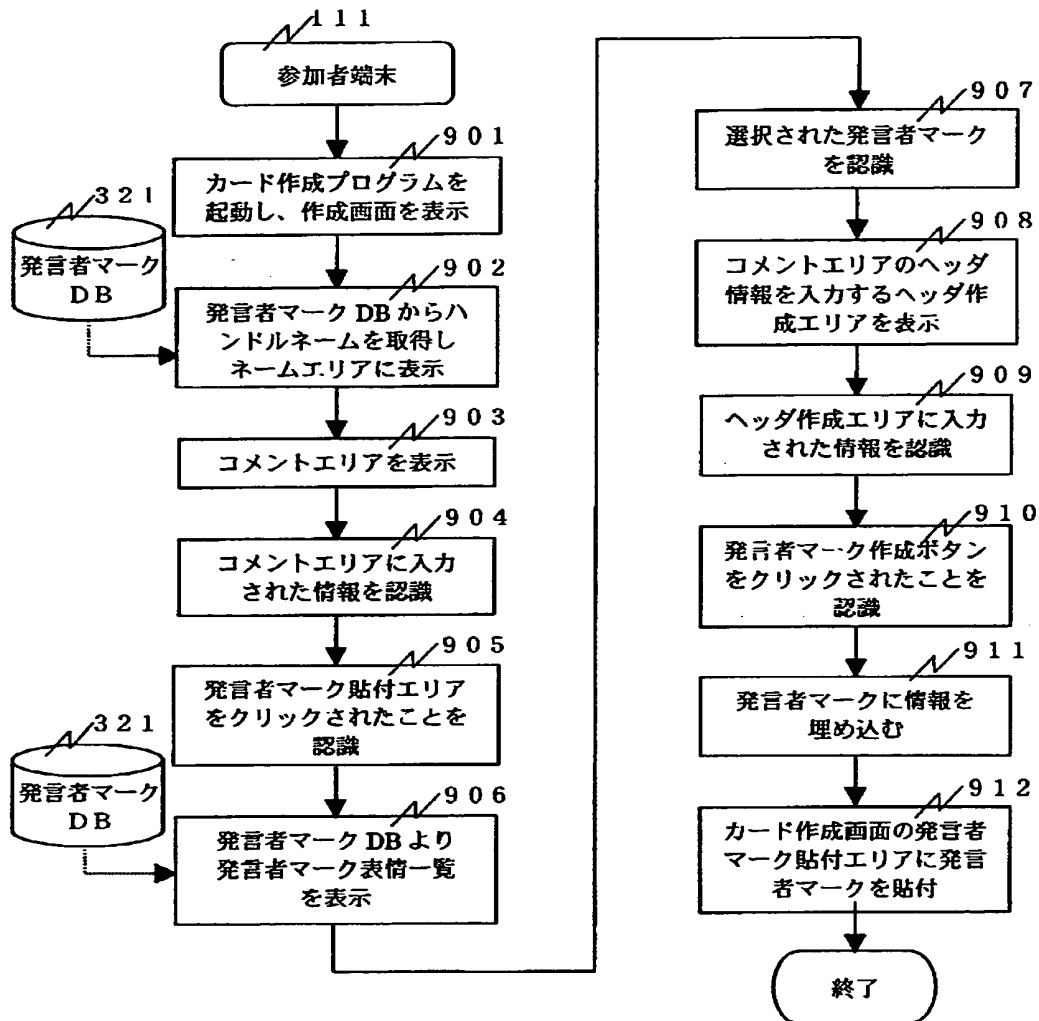 111
参加者端末
901
カード作成プログラムを
起動し、作成画面を表示
321
発言者マーク
DB
902
発言者マークDBからハ
ンドルネームを取得し
ネームエリアに表示
903
コメントエリアを表示
904
コメントエリアに入力
された情報を認識
905
発言者マーク貼付エリア
をクリックされたことを
認識
321
発言者マーク
DB
906
発言者マークDBより
発言者マーク表情一覧
を表示
907
選択された発言者マーク
を認識
908
コメントエリアのヘッダ
情報を入力するヘッダ作
成エリアを表示
909
ヘッダ作成エリアに入力
された情報を認識
910
発言者マーク作成ボタン
をクリックされたことを
認識
911
発言者マークに情報を
埋め込む
912
カード作成画面の発言者
マーク貼付エリアに発言
者マークを貼付
終了